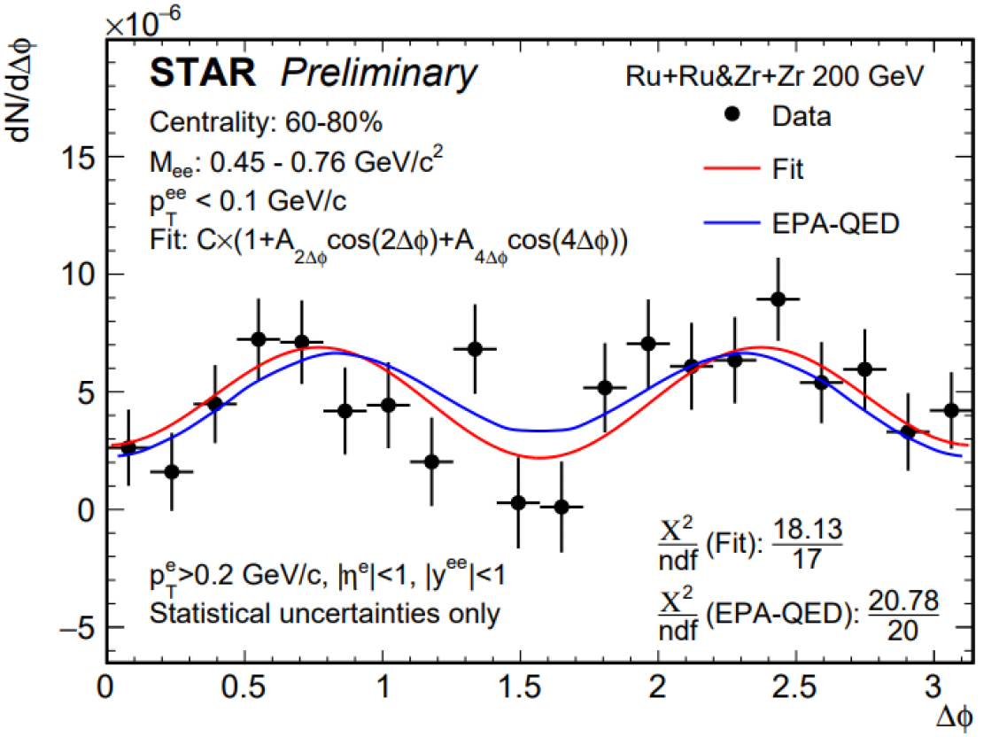 ×10⁻⁶
dN/dΔϕ
STAR Preliminary
Ru+Ru&Zr+Zr 200 GeV
Centrality: 60-80%
Data
M_ee: 0.45 - 0.76 GeV/c²
Fit
p_T^ee < 0.1 GeV/c
EPA-QED
Fit: C×(1+A_2Δϕ cos(2Δϕ)+A_4Δϕ cos(4Δϕ))
15
10
5
0
−5
p_T^e>0.2 GeV/c, |η^e|<1, |y^ee|<1
Statistical uncertainties only
Χ²/ndf (Fit): 18.13/17
Χ²/ndf (EPA-QED): 20.78/20
0 0.5 1 1.5 2 2.5 3
Δϕ